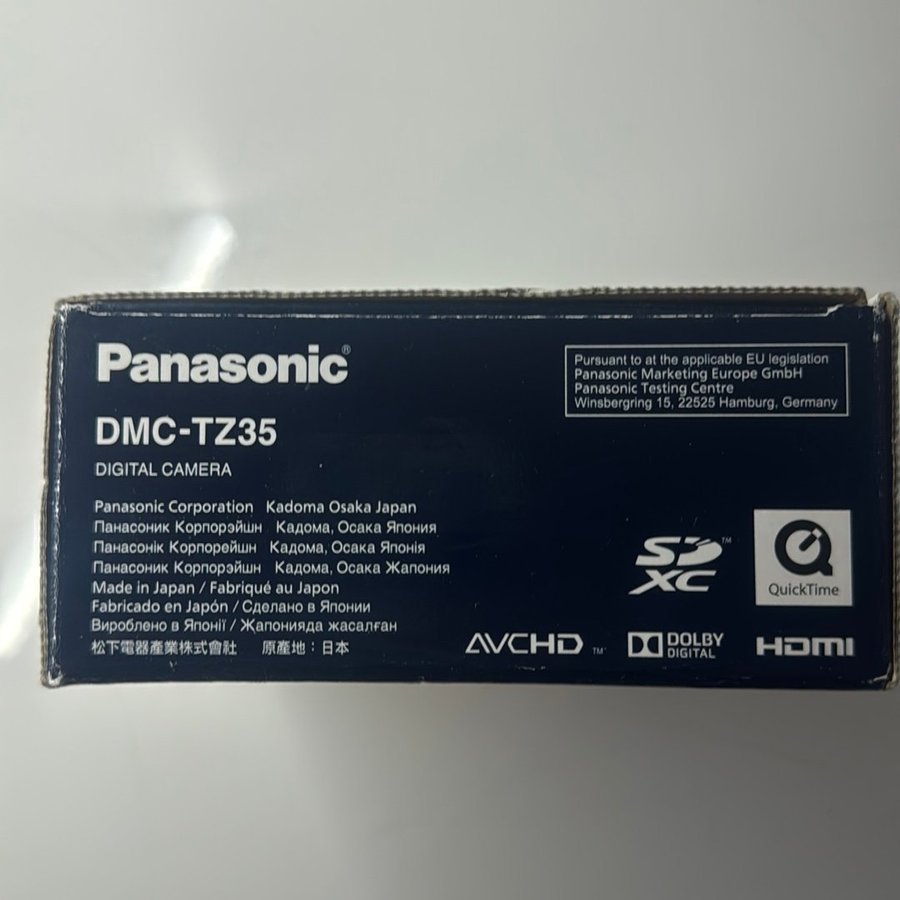 Panasonic®
DMC-TZ35
DIGITAL CAMERA
Pursuant to at the applicable EU legislation
Panasonic Marketing Europe GmbH
Panasonic Testing Centre
Winsbergring 15, 22525 Hamburg, Germany
Panasonic Corporation Kadoma Osaka Japan
Панасоник Корпорэйшн Кадома, Осака Япония
Панасонік Корпорейшн Кадома, Осака Японія
Панасоник Корпорэйшн Кадома, Осака Жапония
Made in Japan / Fabriqué au Japon
Fabricado en Japón / Сделано в Японии
Вироблено в Японії / Жапонияда жасалған
松下電器產業株式會社 原產地：日本
SD™
XC
QuickTime
AVCHD™
DOLBY
DIGITAL
HDMI